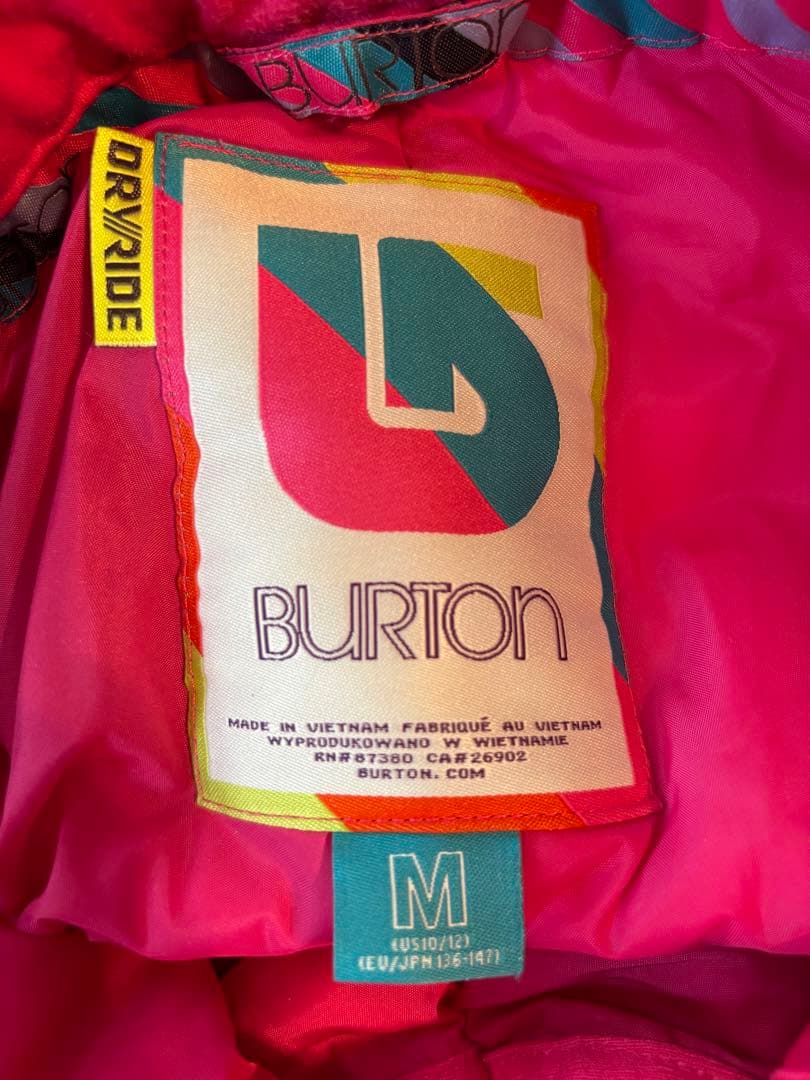 BURTON
DRY///RIDE
BURTON
MADE IN VIETNAM FABRIQUÉ AU VIETNAM
WYPRODUKOWANO W WIETNAMIE
RN#87380 CA#26902
BURTON.COM
M
(US10/12)
(EU/JPN 136-147)